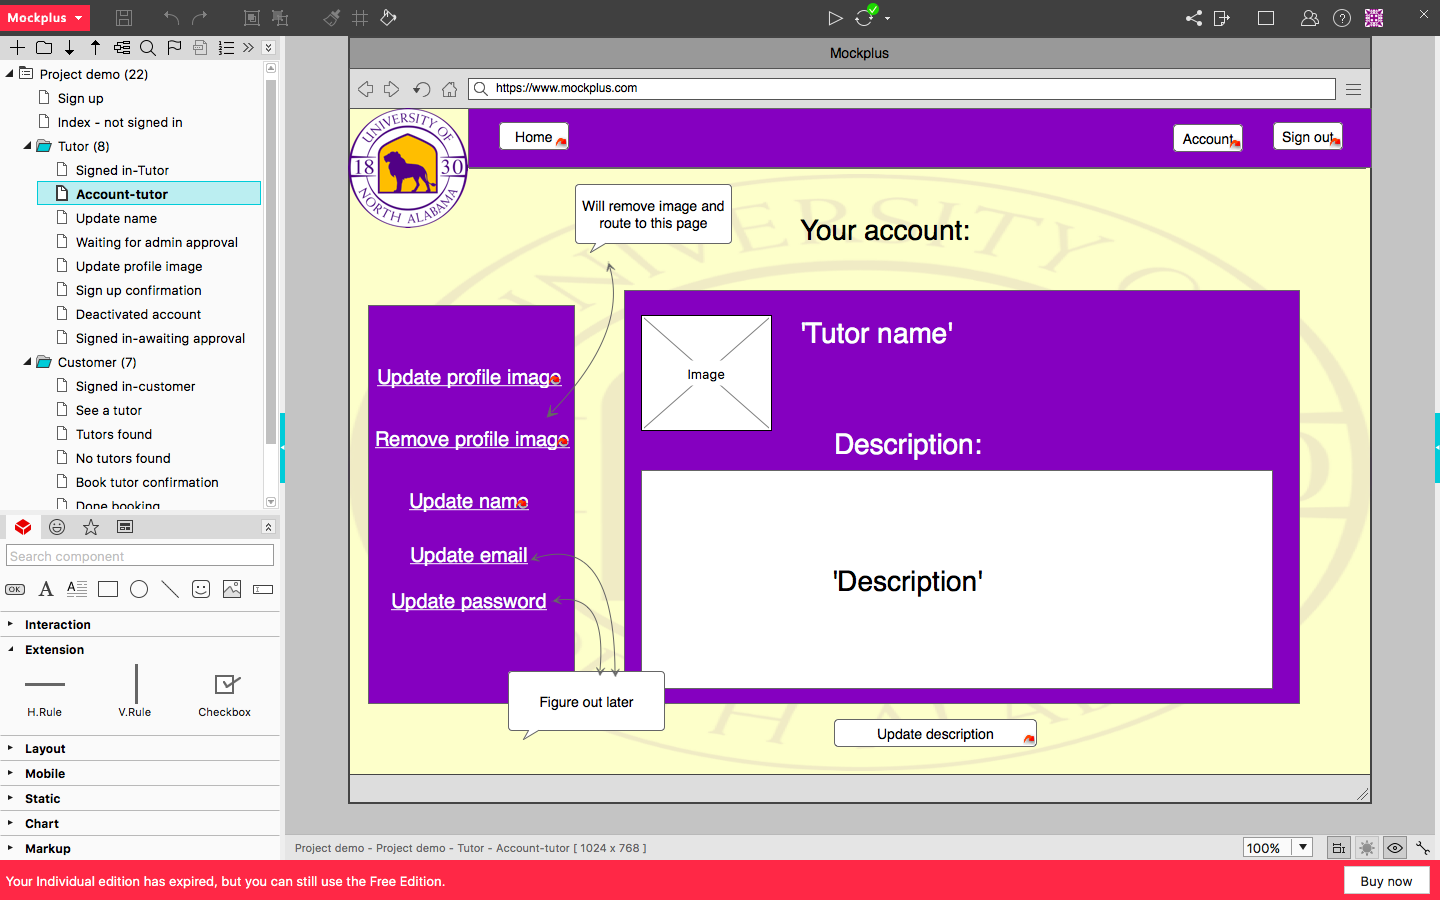 Mockplus
Mockplus
https://www.mockplus.com
Project demo (22)
Sign up
Index - not signed in
Tutor (8)
Signed in-Tutor
Account-tutor
Update name
Waiting for admin approval
Update profile image
Sign up confirmation
Deactivated account
Signed in-awaiting approval
Customer (7)
Signed in-customer
See a tutor
Tutors found
No tutors found
Book tutor confirmation
Done booking
Search component
OK
A
A
Interaction
Extension
H.Rule
V.Rule
Checkbox
Layout
Mobile
Static
Chart
Markup
UNIVERSITY OF
18 30
NORTH ALABAMA
Home
Account
Sign out
Will remove image and
route to this page
Your account:
Update profile image
Remove profile image
Update name
Update email
Update password
Image
'Tutor name'
Description:
'Description'
Figure out later
Update description
Project demo - Project demo - Tutor - Account-tutor [ 1024 x 768 ]
100%
Your Individual edition has expired, but you can still use the Free Edition.
Buy now